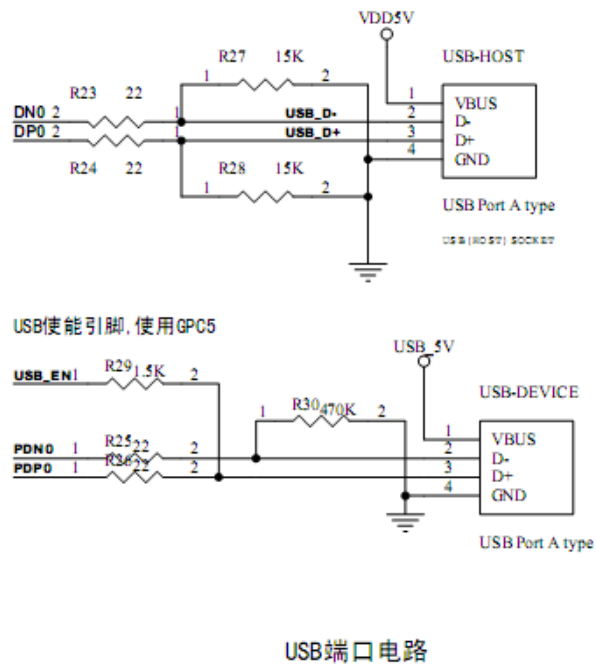 VDD5V
R27 15K
USB-HOST
1 2
R23 22
1 VBUS
DN0 2 1 USB_D- 2 D-
DP0 2 1 USB_D+ 3 D+
4 GND
R24 22
R28 15K
1 2
USB Port A type
USB (HOST) SOCKET
USB使能引脚,使用GPC5
USB_5V
USB_EN1 R29 1.5K 2
USB-DEVICE
1 R30 470K 2
1 VBUS
PDN0 1 R25 22 2 2 D-
PDP0 1 R26 22 2 3 D+
4 GND
USB Port A type
USB端口电路